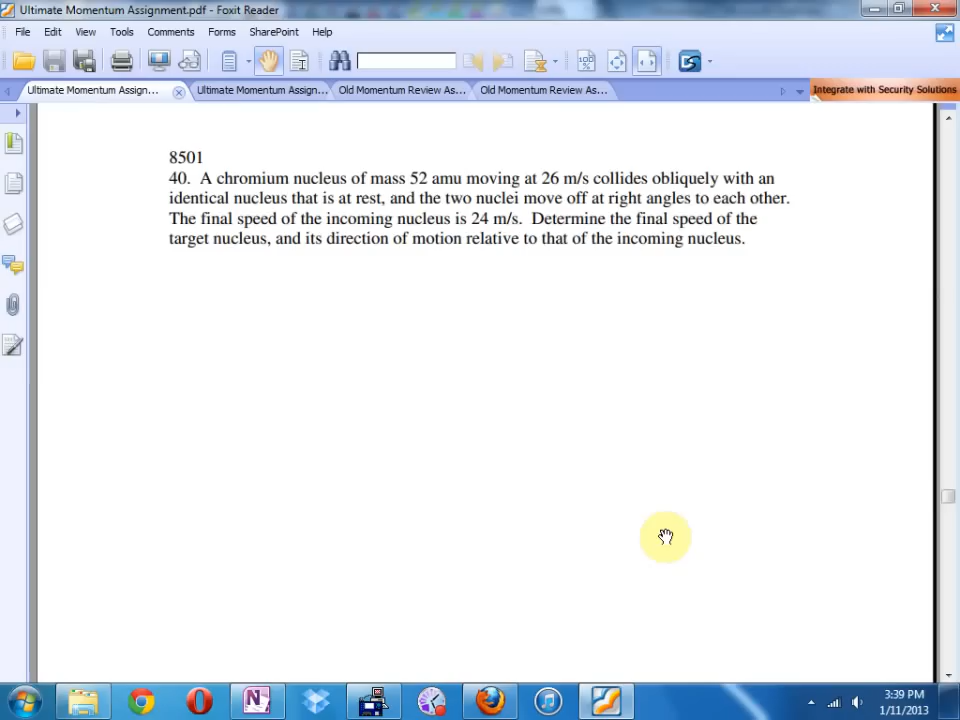 Ultimate Momentum Assignment.pdf - Foxit Reader
File Edit View Tools Comments Forms SharePoint Help
Ultimate Momentum Assignm... Ultimate Momentum Assign... Old Momentum Review As... Old Momentum Review As... Integrate with Security Solutions
8501
40. A chromium nucleus of mass 52 amu moving at 26 m/s collides obliquely with an
identical nucleus that is at rest, and the two nuclei move off at right angles to each other.
The final speed of the incoming nucleus is 24 m/s. Determine the final speed of the
target nucleus, and its direction of motion relative to that of the incoming nucleus.
3:39 PM
1/11/2013